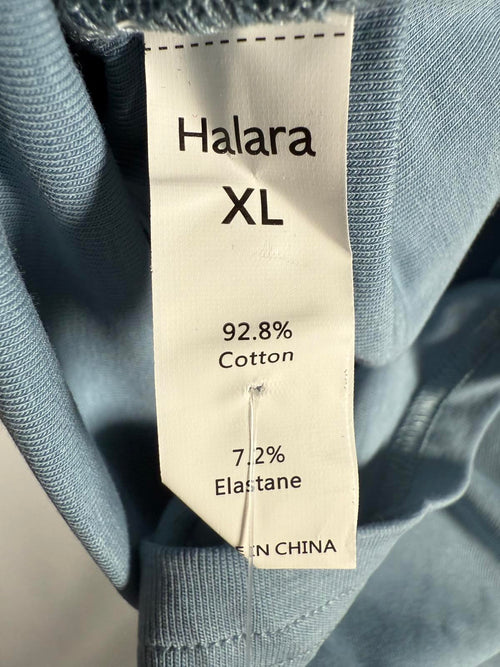 Halara
XL
92.8%
Cotton
7.2%
Elastane
IN CHINA